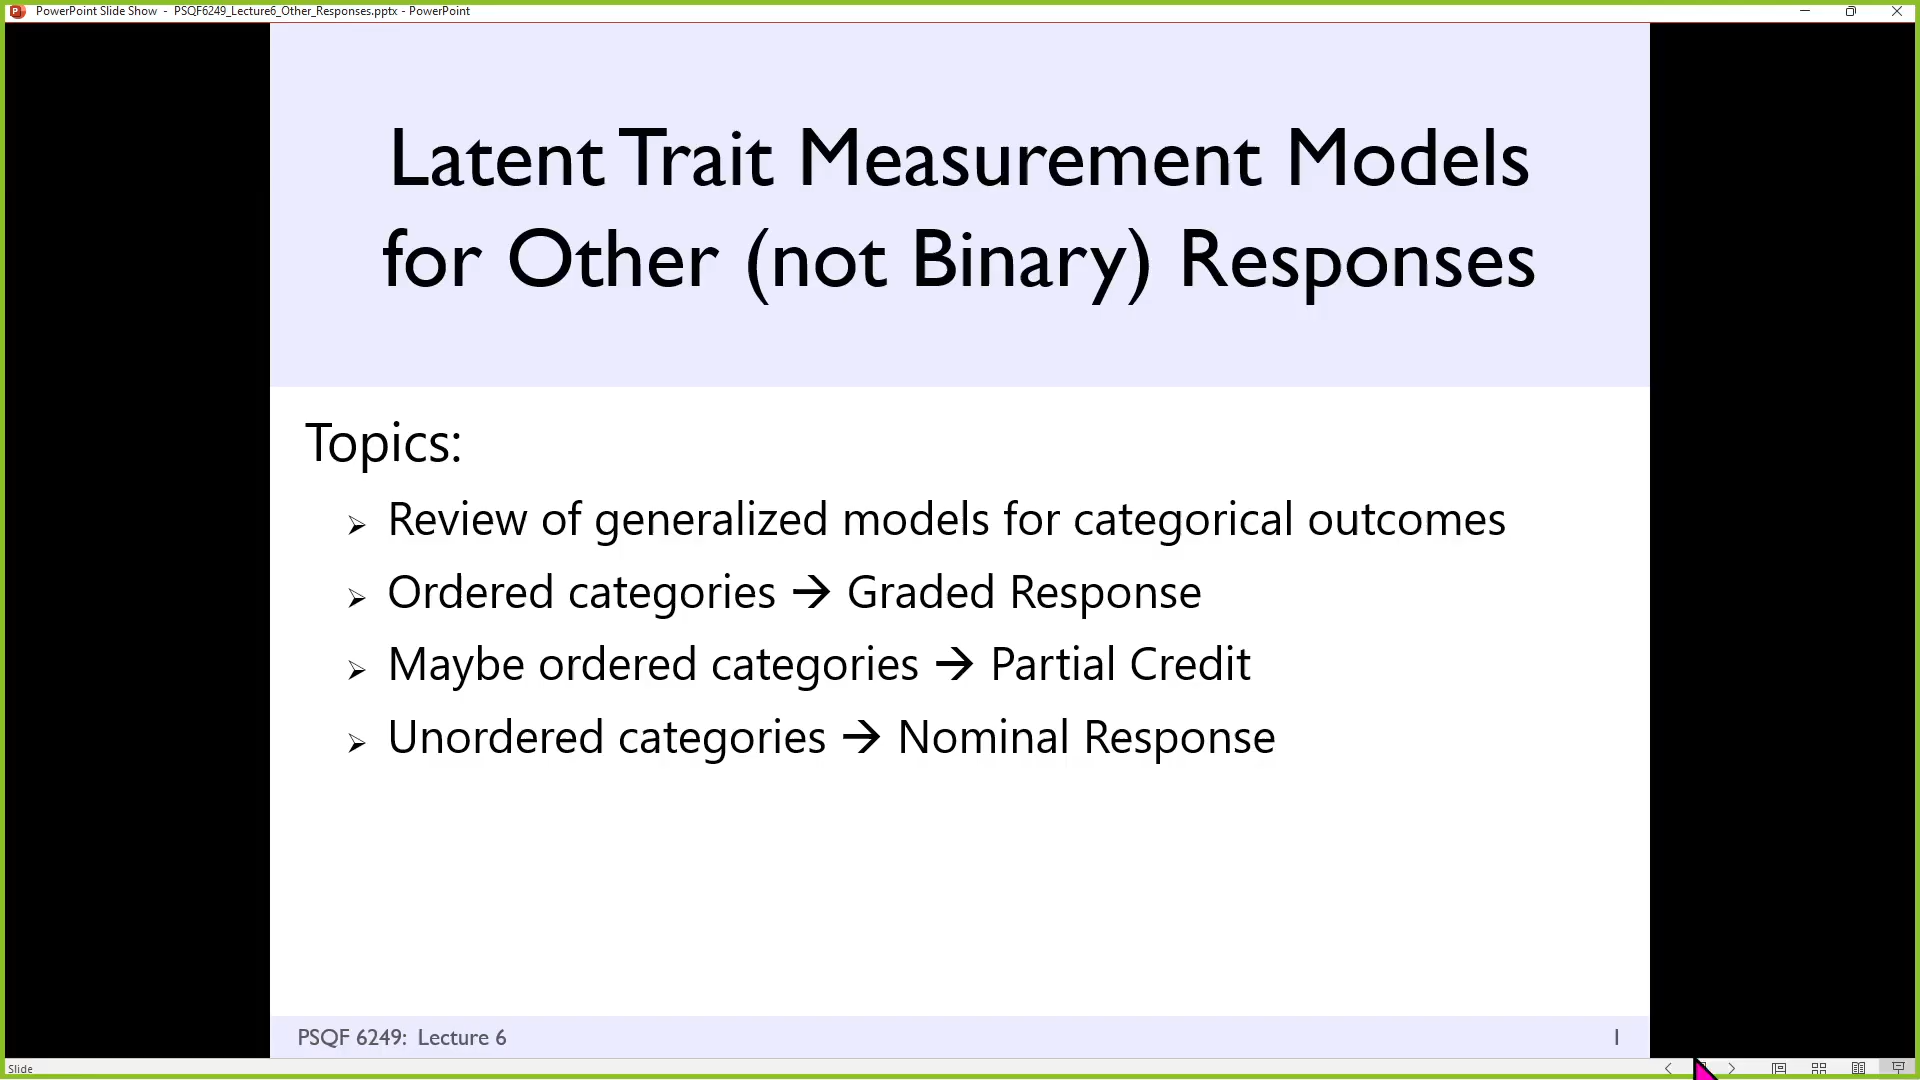 PowerPoint Slide Show - PSQF6249_Lecture6_Other_Responses.pptx - PowerPoint
Latent Trait Measurement Models
for Other (not Binary) Responses
Topics:
➢ Review of generalized models for categorical outcomes
➢ Ordered categories → Graded Response
➢ Maybe ordered categories → Partial Credit
➢ Unordered categories → Nominal Response
PSQF 6249: Lecture 6 1
Slide